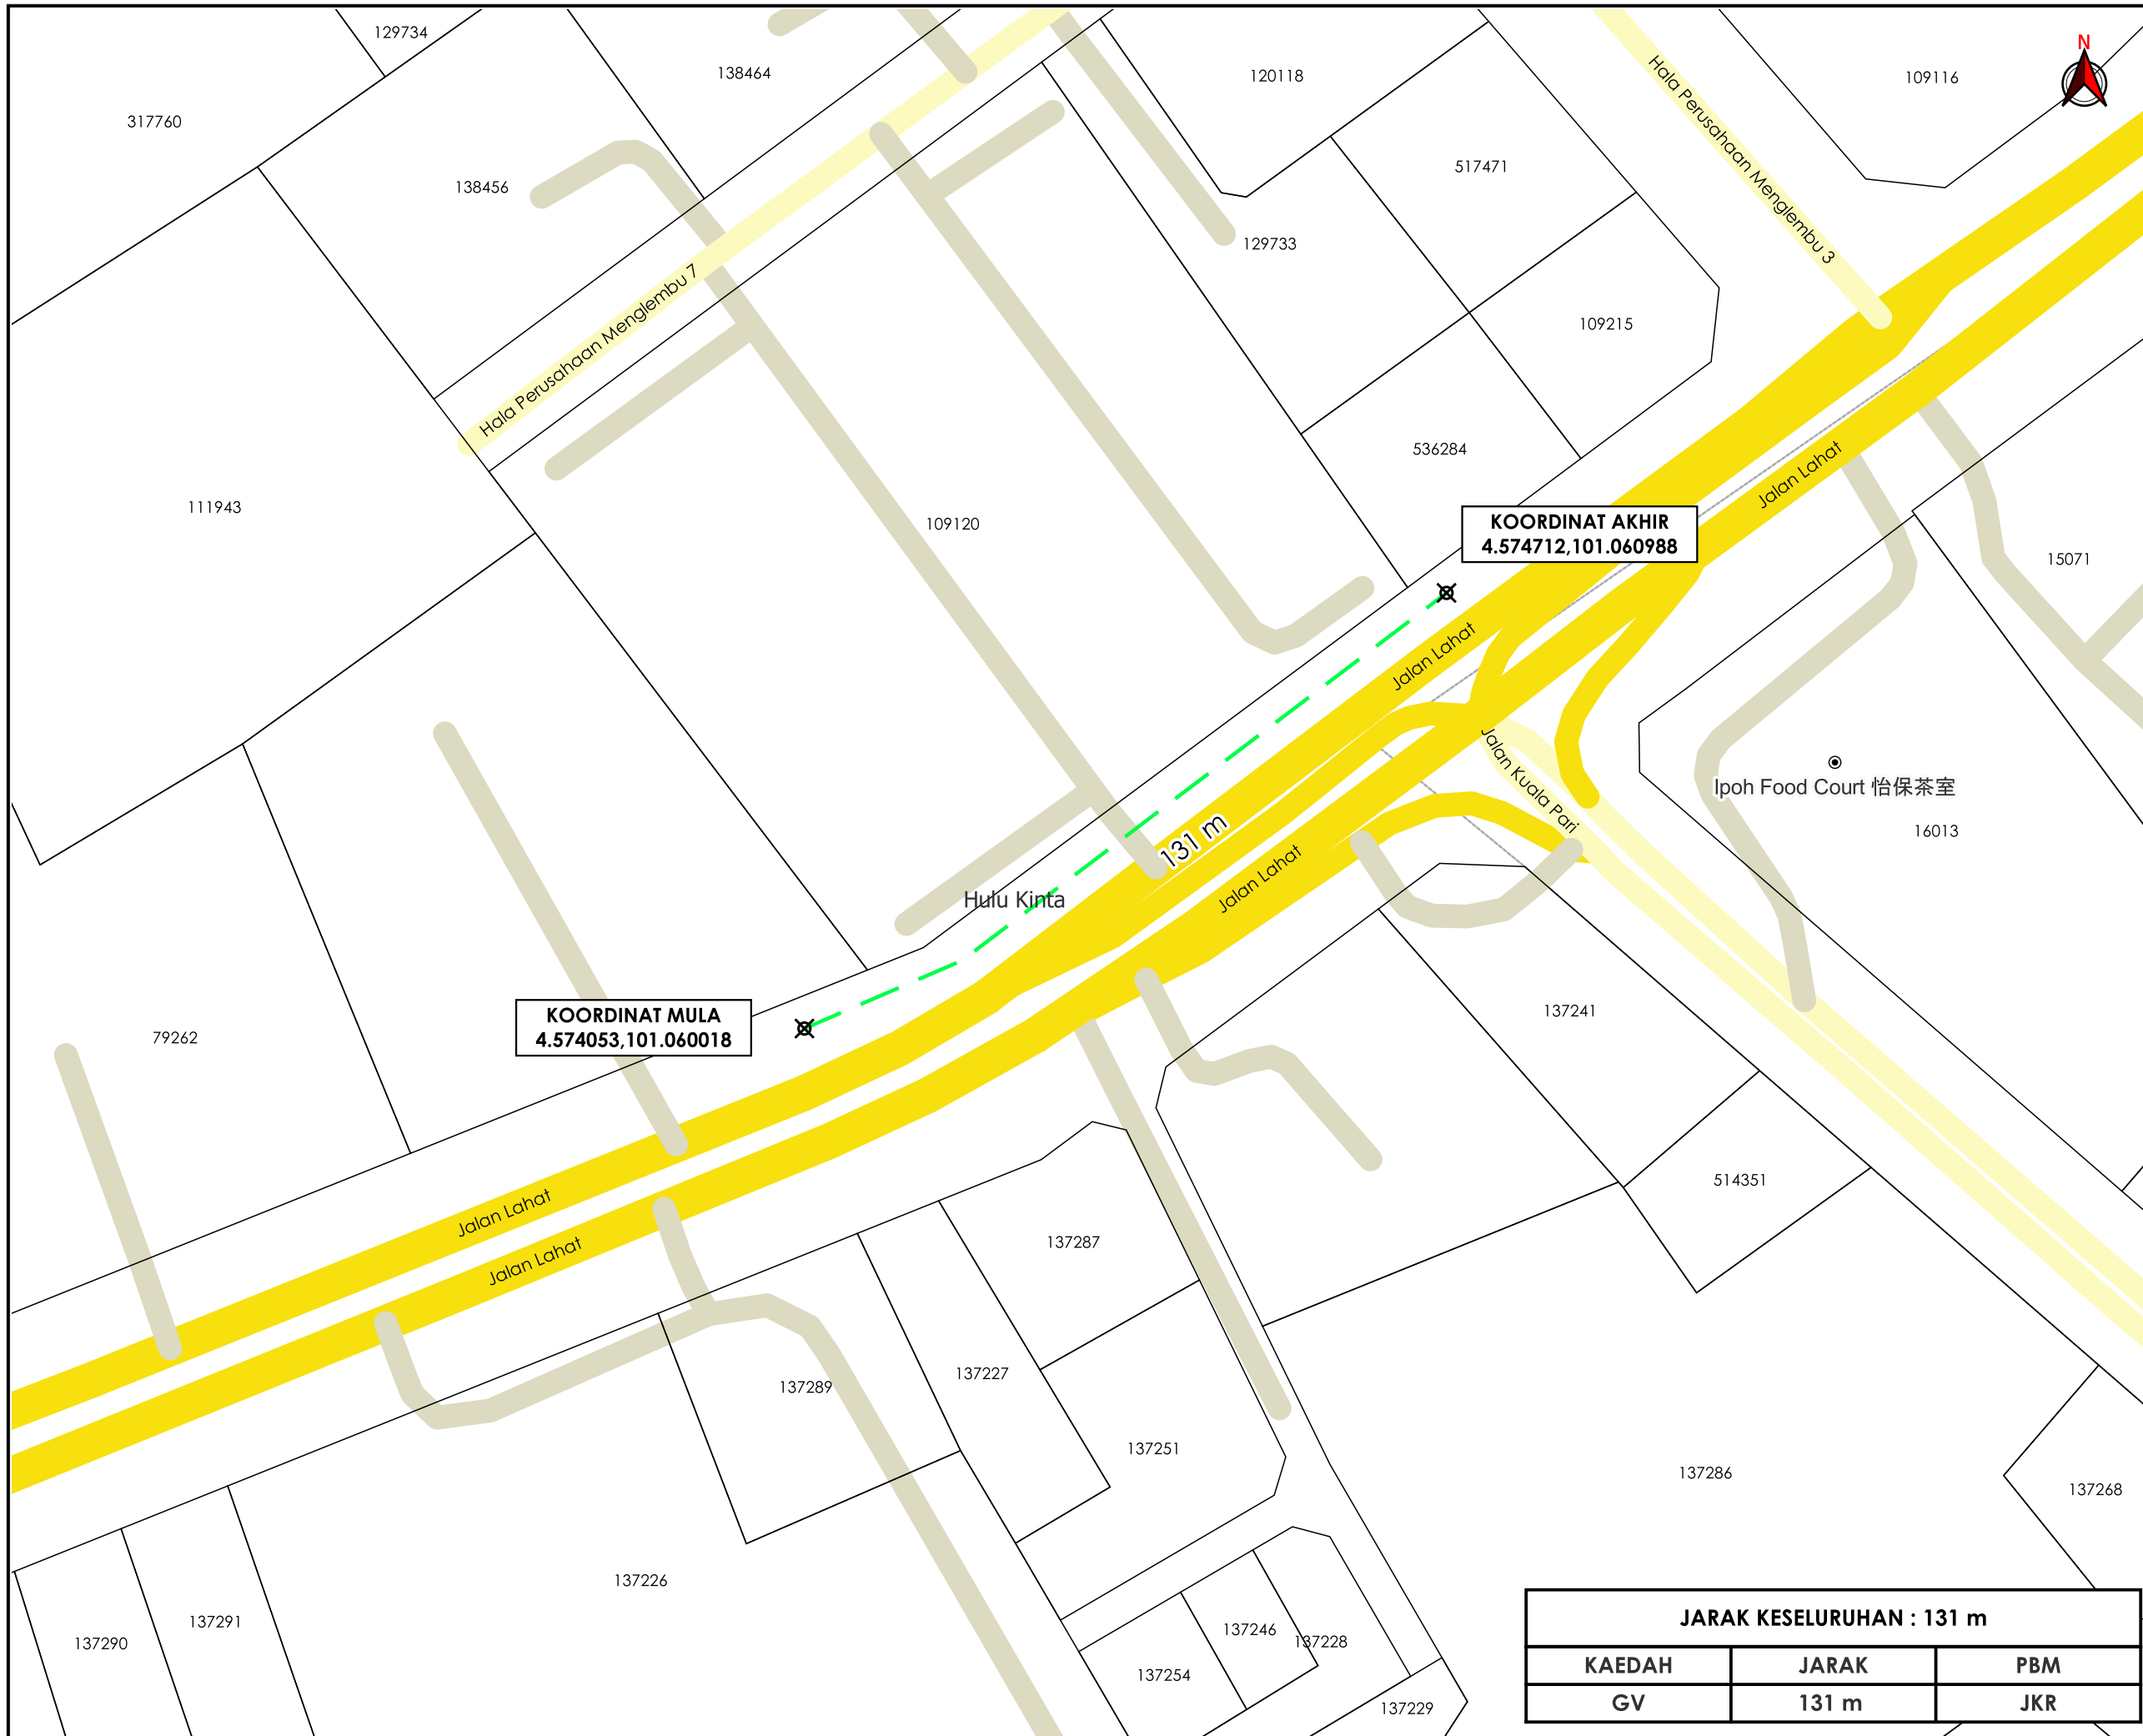 129734
138464
120118
109116
N
317760
138456
517471
129733
Hala Perusahaan Menglembu 3
Hala Perusahaan Menglembu 7
109215
536284
111943
109120
Jalan Lahat
KOORDINAT AKHIR
4.574712,101.060988
15071
Jalan Lahat
Jalan Kuala Pari
Ipoh Food Court 怡保茶室
16013
131 m
Jalan Lahat
Hulu Kinta
KOORDINAT MULA
4.574053,101.060018
79262
137241
514351
Jalan Lahat
Jalan Lahat
137287
137227
137289
137251
137286
137268
137226
137291
137290
137246
137228
137254
137229
JARAK KESELURUHAN : 131 m
KAEDAH JARAK PBM
GV 131 m JKR